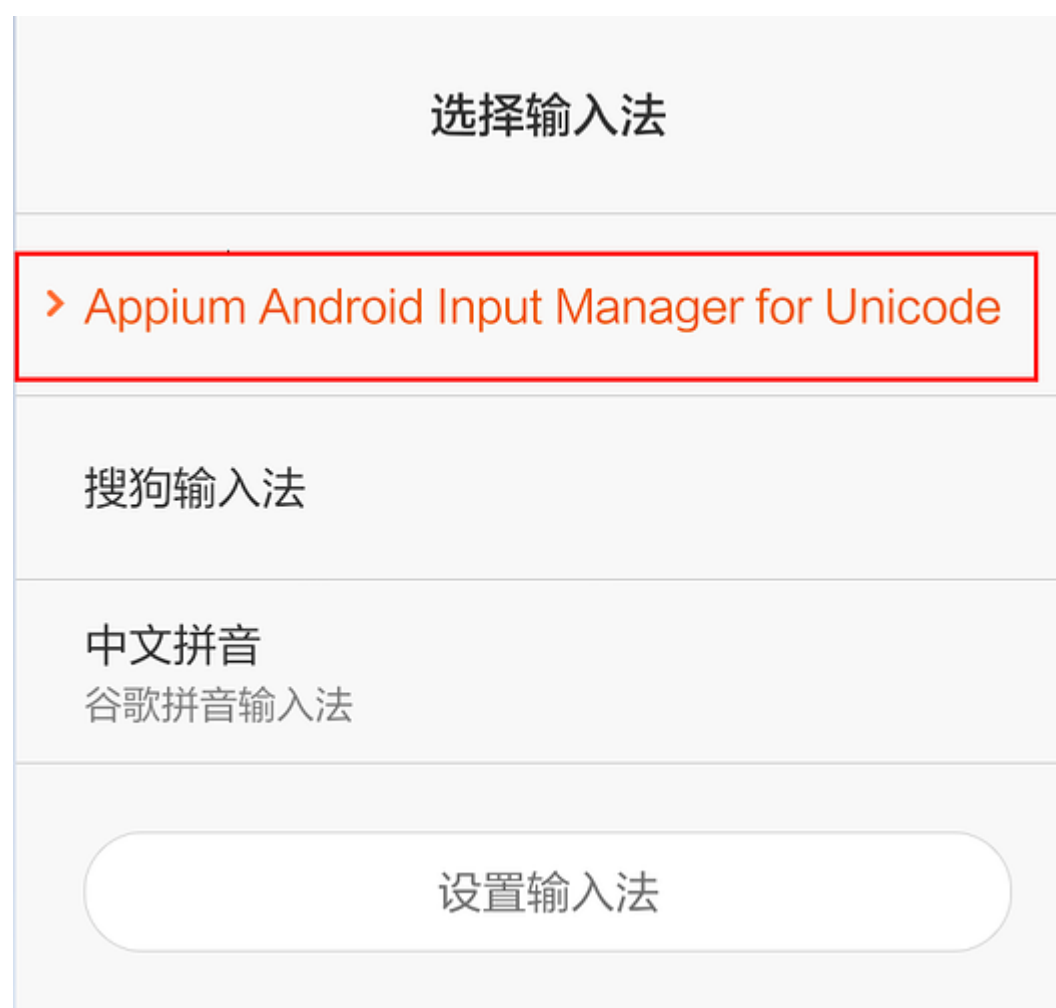 选择输入法
Appium Android Input Manager for Unicode
搜狗输入法
中文拼音
谷歌拼音输入法
设置输入法